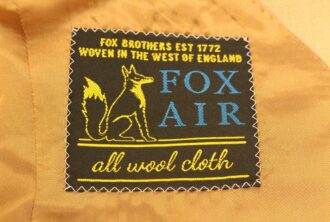 FOX BROTHERS EST 1772
WOVEN IN THE WEST OF ENGLAND
FOX
AIR
all wool cloth